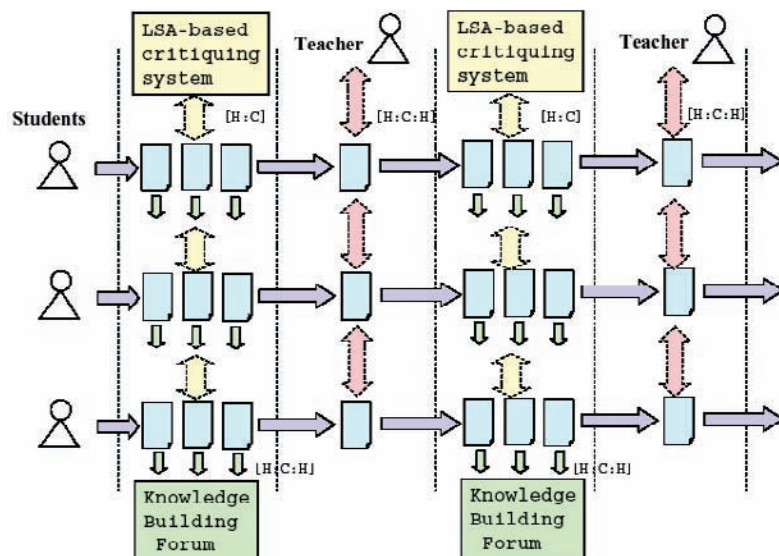 LSA-based
critiquing
system
Teacher
LSA-based
critiquing
system
Teacher
[H:C]
[H:C:H]
[H:C]
[H:C:H]
Students
[H:C:H]
[H:C:H]
Knowledge
Building
Forum
Knowledge
Building
Forum